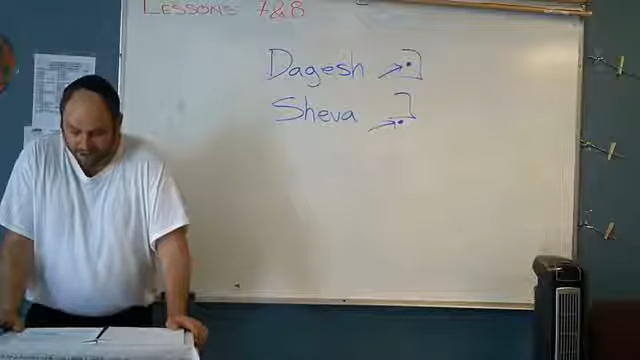 LESSONS 7&8
Dagesh → בּ
Sheva → ב